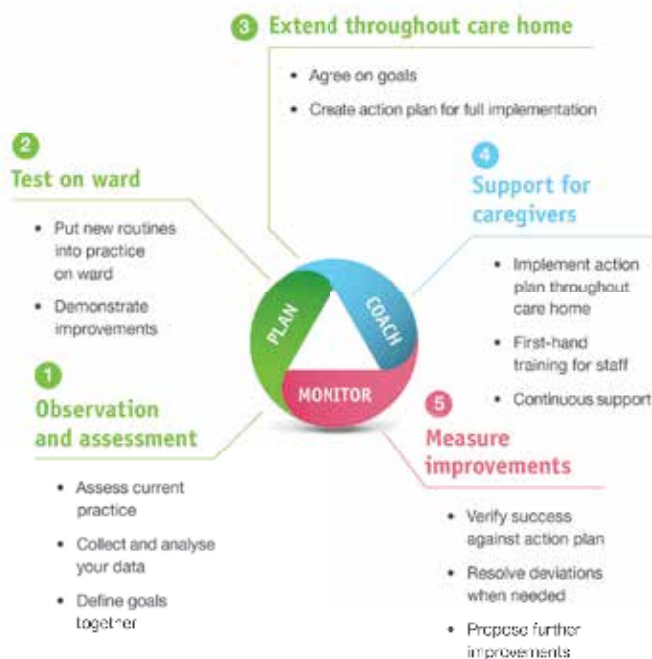 3 Extend throughout care home
• Agree on goals
• Create action plan for full implementation
2
Test on ward
• Put new routines
into practice
on ward
• Demonstrate
improvements
4
Support for
caregivers
• Implement action
plan throughout
care home
• First-hand
training for staff
• Continuous support
PLAN
COACH
MONITOR
1
Observation
and assessment
• Assess current
practice
• Collect and analyse
your data
• Define goals
together
5
Measure
improvements
• Verify success
against action plan
• Resolve deviations
when needed
• Propose further
improvements